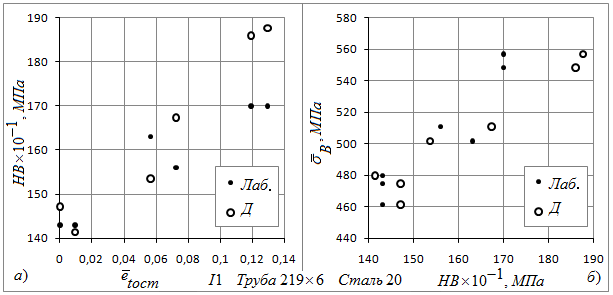 190
180
170
160
150
140
HB×10⁻¹, МПа
0 0,02 0,04 0,06 0,08 0,1 0,12 0,14
Лаб.
Д
580
560
540
520
500
480
460
440
σ̅B, МПа
140 150 160 170 180 190
Лаб.
Д
а) e̅tост I1 Труба 219×6 Сталь 20 HB×10⁻¹, МПа б)